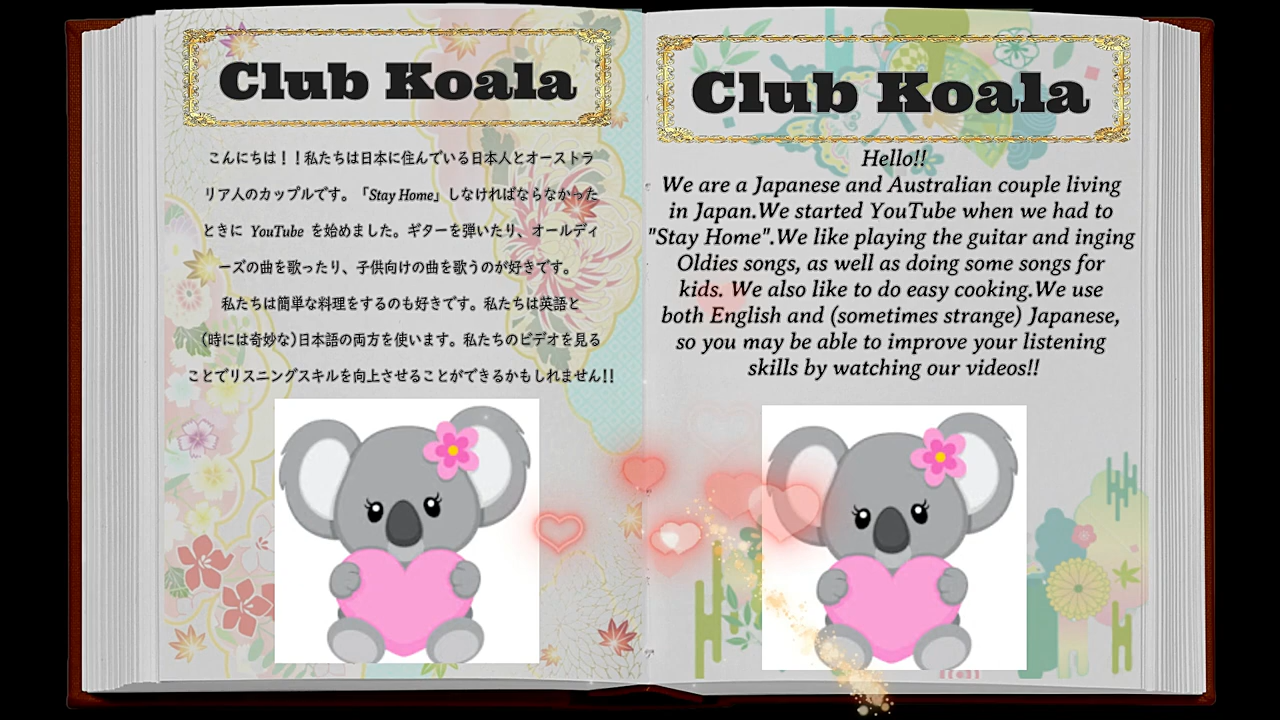 Club Koala
こんにちは！！私たちは日本に住んでいる日本人とオーストラ
リア人のカップルです。「Stay Home」しなければならなかった
ときに YouTube を始めました。ギターを弾いたり、オールディ
ーズの曲を歌ったり、子供向けの曲を歌うのが好きです。
私たちは簡単な料理をするのも好きです。私たちは英語と
(時には奇妙な)日本語の両方を使います。私たちのビデオを見る
ことでリスニングスキルを向上させることができるかもしれません!!
Club Koala
Hello!!
We are a Japanese and Australian couple living
in Japan.We started YouTube when we had to
"Stay Home".We like playing the guitar and inging
Oldies songs, as well as doing some songs for
kids. We also like to do easy cooking.We use
both English and (sometimes strange) Japanese,
so you may be able to improve your listening
skills by watching our videos!!